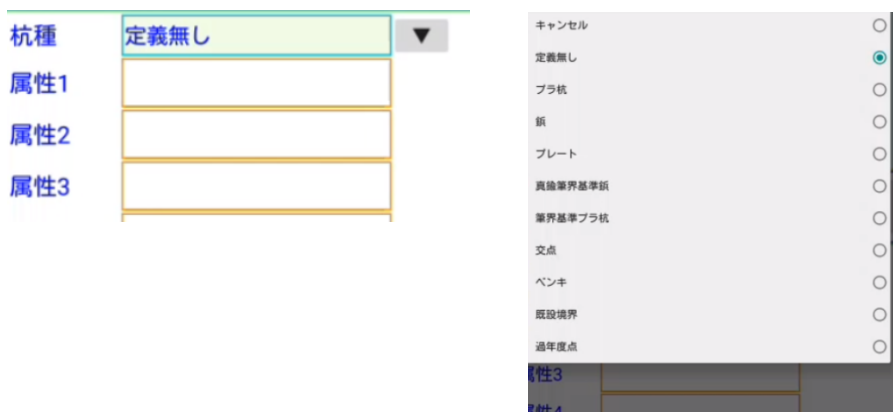 杭種
定義無し
▼
属性1
属性2
属性3
キャンセル
定義無し
プラ杭
鋲
プレート
真鍮筆界基準鋲
筆界基準プラ杭
交点
ペンキ
既設境界
過年度点
属性3
属性4